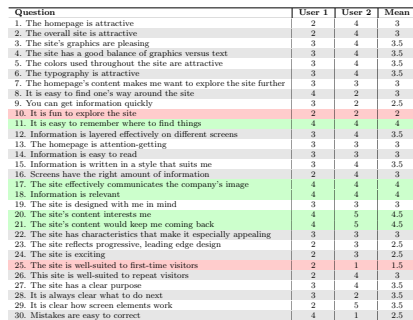 Question User 1 User 2 Mean
1. The homepage is attractive 2 4 3
2. The overall site is attractive 2 4 3
3. The site's graphics are pleasing 3 4 3.5
4. The site has a good balance of graphics versus text 3 4 3.5
5. The colors used throughout the site are attractive 3 4 3.5
6. The typography is attractive 3 4 3.5
7. The homepage's content makes me want to explore the site further 3 3 3
8. It is easy to find one's way around the site 4 2 3
9. You can get information quickly 3 2 2.5
10. It is fun to explore the site 2 2 2
11. It is easy to remember where to find things 4 4 4
12. Information is layered effectively on different screens 3 4 3.5
13. The homepage is attention-getting 3 3 3
14. Information is easy to read 3 3 3
15. Information is written in a style that suits me 3 4 3.5
16. Screens have the right amount of information 2 4 3
17. The site effectively communicates the company's image 4 4 4
18. Information is relevant 4 4 4
19. The site is designed with me in mind 3 3 3
20. The site's content interests me 4 5 4.5
21. The site's content would keep me coming back 4 5 4.5
22. The site has characteristics that make it especially appealing 3 3 3
23. The site reflects progressive, leading edge design 2 3 2.5
24. The site is exciting 2 3 2.5
25. The site is well-suited to first-time visitors 2 1 1.5
26. This site is well-suited to repeat visitors 2 4 3
27. The site has a clear purpose 3 4 3.5
28. It is always clear what to do next 3 2 3.5
29. It is clear how screen elements work 2 5 3.5
30. Mistakes are easy to correct 4 1 2.5